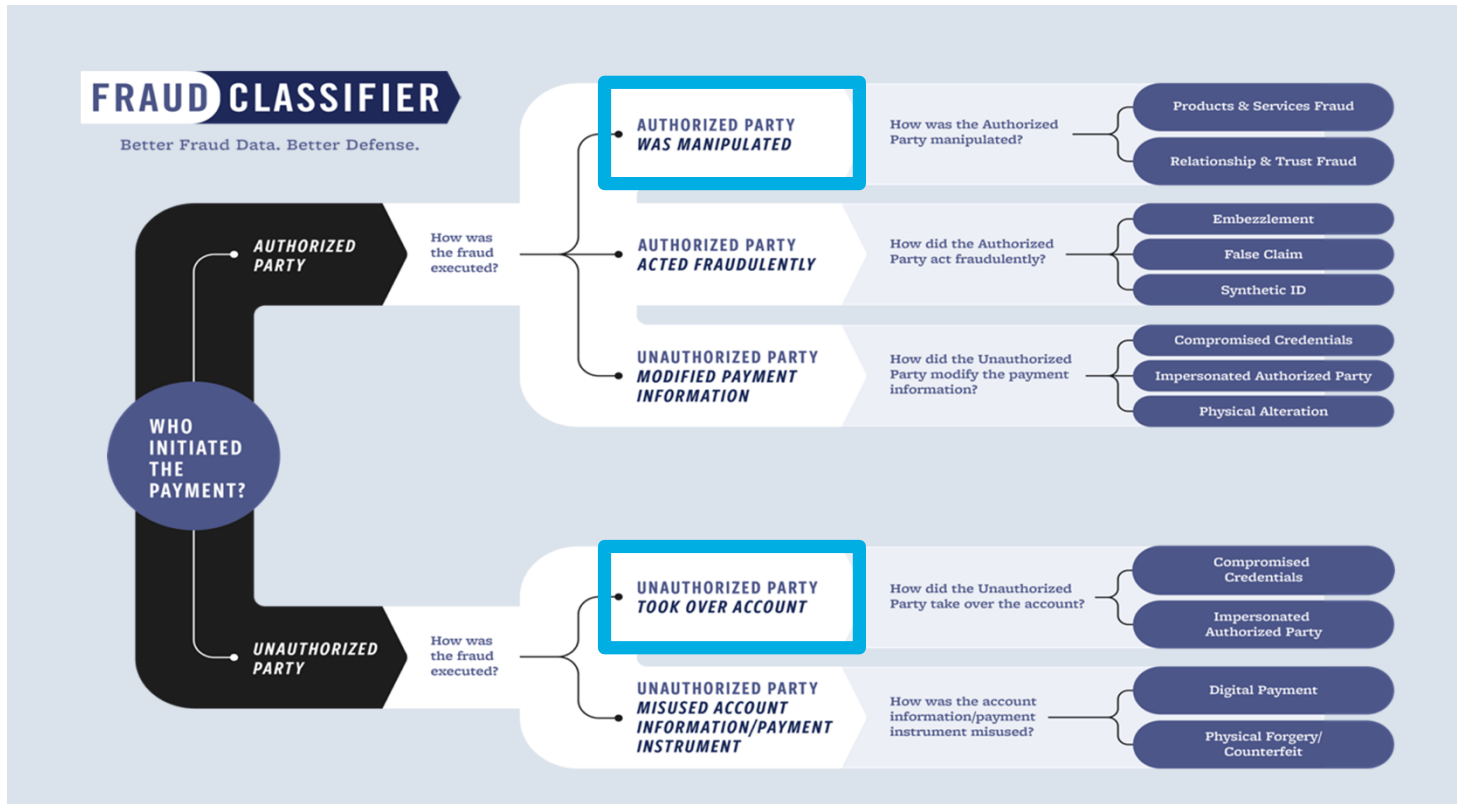 FRAUD CLASSIFIER
Better Fraud Data. Better Defense.
WHO
INITIATED
THE
PAYMENT?
AUTHORIZED
PARTY
How was
the fraud
executed?
AUTHORIZED PARTY
WAS MANIPULATED
How was the Authorized
Party manipulated?
Products & Services Fraud
Relationship & Trust Fraud
AUTHORIZED PARTY
ACTED FRAUDULENTLY
How did the Authorized
Party act fraudulently?
Embezzlement
False Claim
Synthetic ID
UNAUTHORIZED PARTY
MODIFIED PAYMENT
INFORMATION
How did the Unauthorized
Party modify the payment
information?
Compromised Credentials
Impersonated Authorized Party
Physical Alteration
UNAUTHORIZED
PARTY
How was
the fraud
executed?
UNAUTHORIZED PARTY
TOOK OVER ACCOUNT
How did the Unauthorized
Party take over the account?
Compromised
Credentials
Impersonated
Authorized Party
UNAUTHORIZED PARTY
MISUSED ACCOUNT
INFORMATION/PAYMENT
INSTRUMENT
How was the account
information/payment
instrument misused?
Digital Payment
Physical Forgery/
Counterfeit